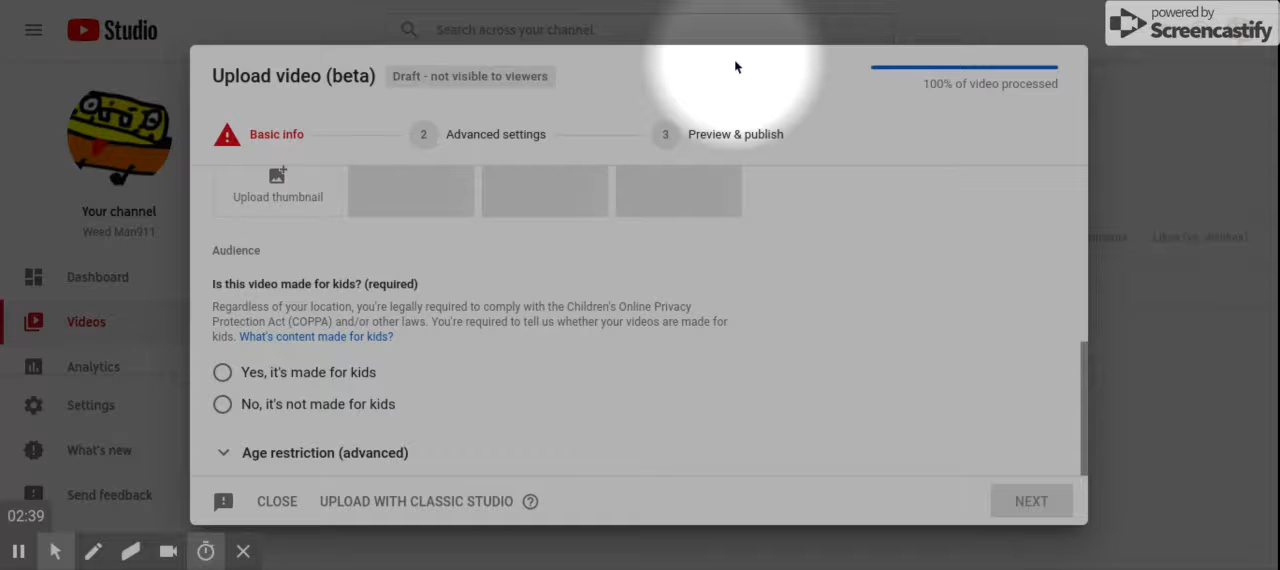 Studio
Search across your channel
powered by
Screencastify
Upload video (beta)
Draft - not visible to viewers
100% of video processed
Basic info
2
Advanced settings
3
Preview & publish
Upload thumbnail
Your channel
Weed Man911
Likes (vs. dislikes)
Audience
Dashboard
Is this video made for kids? (required)
Regardless of your location, you're legally required to comply with the Children's Online Privacy
Protection Act (COPPA) and/or other laws. You're required to tell us whether your videos are made for
kids. What's content made for kids?
Videos
Analytics
Yes, it's made for kids
Settings
No, it's not made for kids
What's new
Age restriction (advanced)
Send feedback
CLOSE
UPLOAD WITH CLASSIC STUDIO
NEXT
02:39